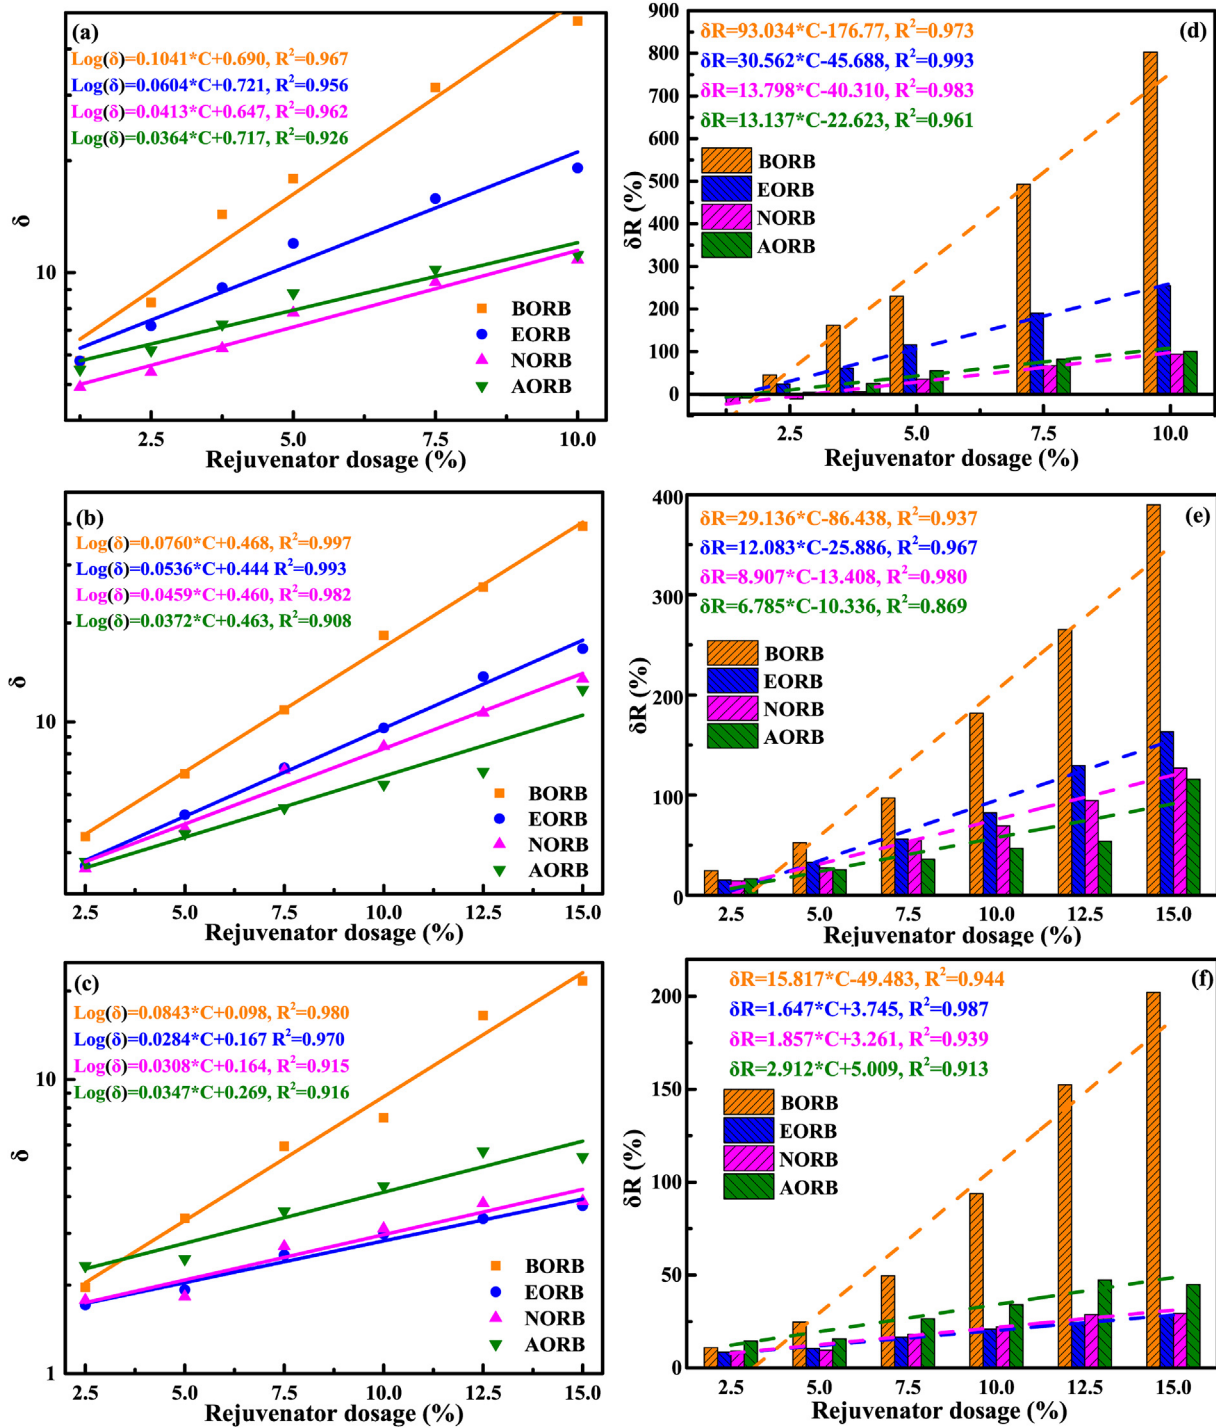 (a)
Log(δ)=0.1041*C+0.690, R²=0.967
Log(δ)=0.0604*C+0.721, R²=0.956
Log(δ)=0.0413*C+0.647, R²=0.962
Log(δ)=0.0364*C+0.717, R²=0.926
10
δ
BORB
EORB
NORB
AORB
2.5 5.0 7.5 10.0
Rejuvenator dosage (%)
(d)
δR=93.034*C-176.77, R²=0.973
δR=30.562*C-45.688, R²=0.993
δR=13.798*C-40.310, R²=0.983
δR=13.137*C-22.623, R²=0.961
BORB
EORB
NORB
AORB
900
800
700
600
500
400
300
200
100
0
δR (%)
2.5 5.0 7.5 10.0
Rejuvenator dosage (%)
(b)
Log(δ)=0.0760*C+0.468, R²=0.997
Log(δ)=0.0536*C+0.444 R²=0.993
Log(δ)=0.0459*C+0.460, R²=0.982
Log(δ)=0.0372*C+0.463, R²=0.908
10
δ
BORB
EORB
NORB
AORB
2.5 5.0 7.5 10.0 12.5 15.0
Rejuvenator dosage (%)
(e)
δR=29.136*C-86.438, R²=0.937
δR=12.083*C-25.886, R²=0.967
δR=8.907*C-13.408, R²=0.980
δR=6.785*C-10.336, R²=0.869
BORB
EORB
NORB
AORB
400
300
200
100
0
δR (%)
2.5 5.0 7.5 10.0 12.5 15.0
Rejuvenator dosage (%)
(c)
Log(δ)=0.0843*C+0.098, R²=0.980
Log(δ)=0.0284*C+0.167 R²=0.970
Log(δ)=0.0308*C+0.164, R²=0.915
Log(δ)=0.0347*C+0.269, R²=0.916
10
1
δ
BORB
EORB
NORB
AORB
2.5 5.0 7.5 10.0 12.5 15.0
Rejuvenator dosage (%)
(f)
δR=15.817*C-49.483, R²=0.944
δR=1.647*C+3.745, R²=0.987
δR=1.857*C+3.261, R²=0.939
δR=2.912*C+5.009, R²=0.913
BORB
EORB
NORB
AORB
200
150
100
50
0
δR (%)
2.5 5.0 7.5 10.0 12.5 15.0
Rejuvenator dosage (%)